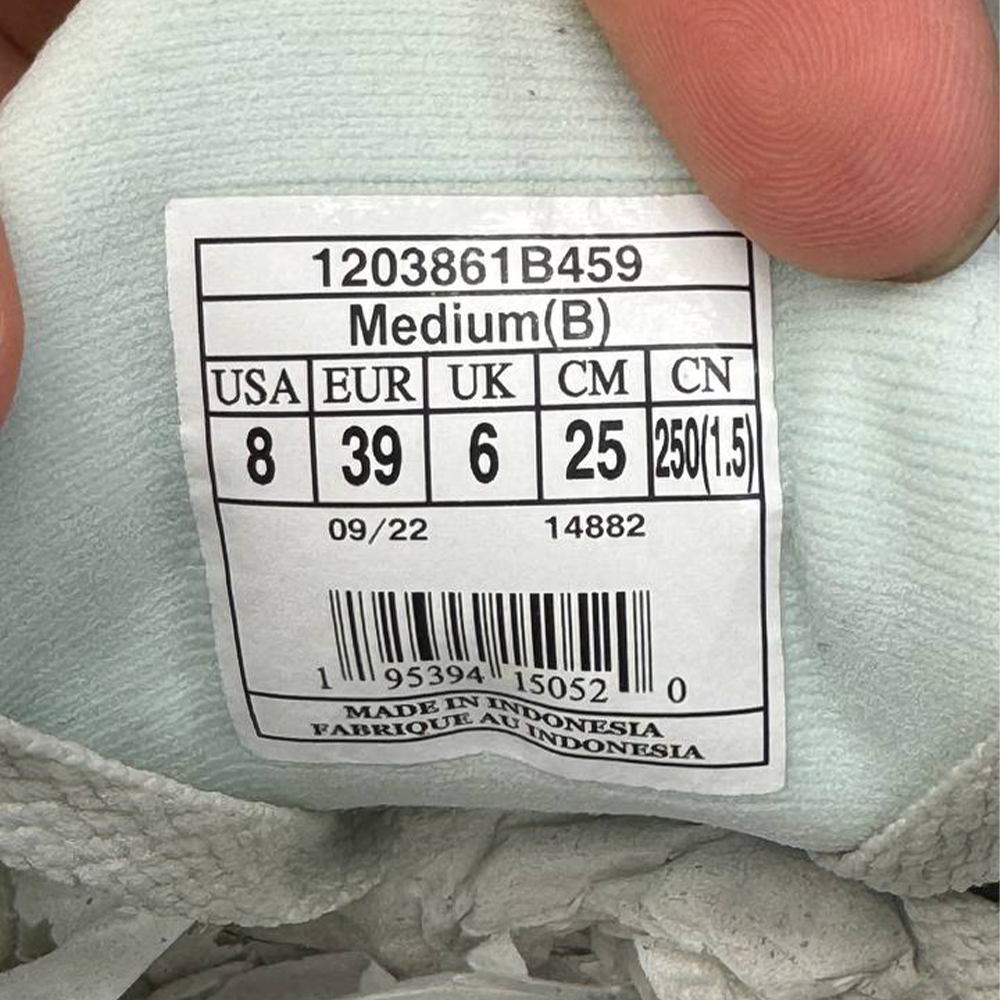 1203861B459
Medium(B)
USA EUR UK CM CN
8 39 6 25 250(1.5)
09/22 14882
1 95394 15052 0
MADE IN INDONESIA
FABRIQUE AU INDONESIA